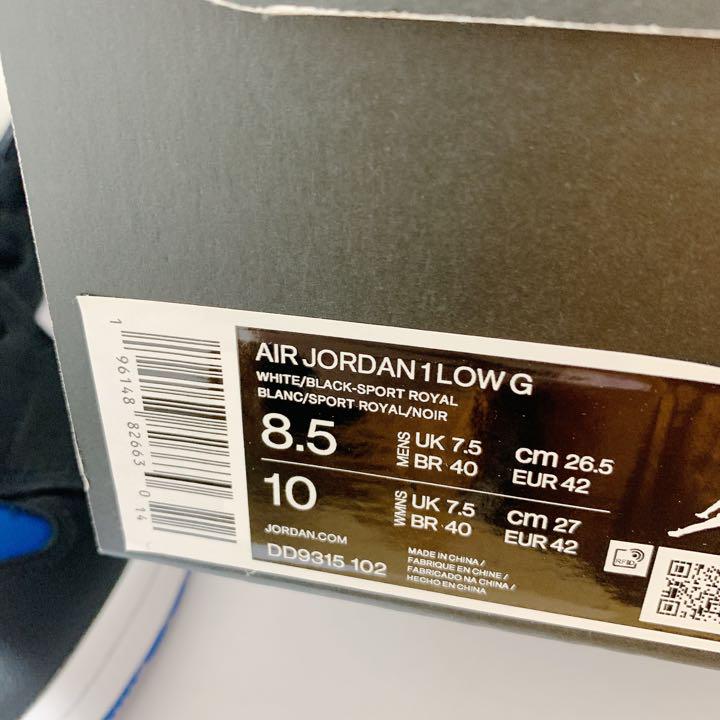 1 96148 82663 014
AIR JORDAN 1 LOW G
WHITE/BLACK-SPORT ROYAL
BLANC/SPORT ROYAL/NOIR
8.5 MENS UK 7.5 cm 26.5
BR 40 EUR 42
10 WMNS UK 7.5 cm 27
BR 40 EUR 42
JORDAN.COM
DD9315 102
MADE IN CHINA /
FABRIQUE EN CHINE /
FABRICADO NA CHINA /
HECHO EN CHINA
RFID